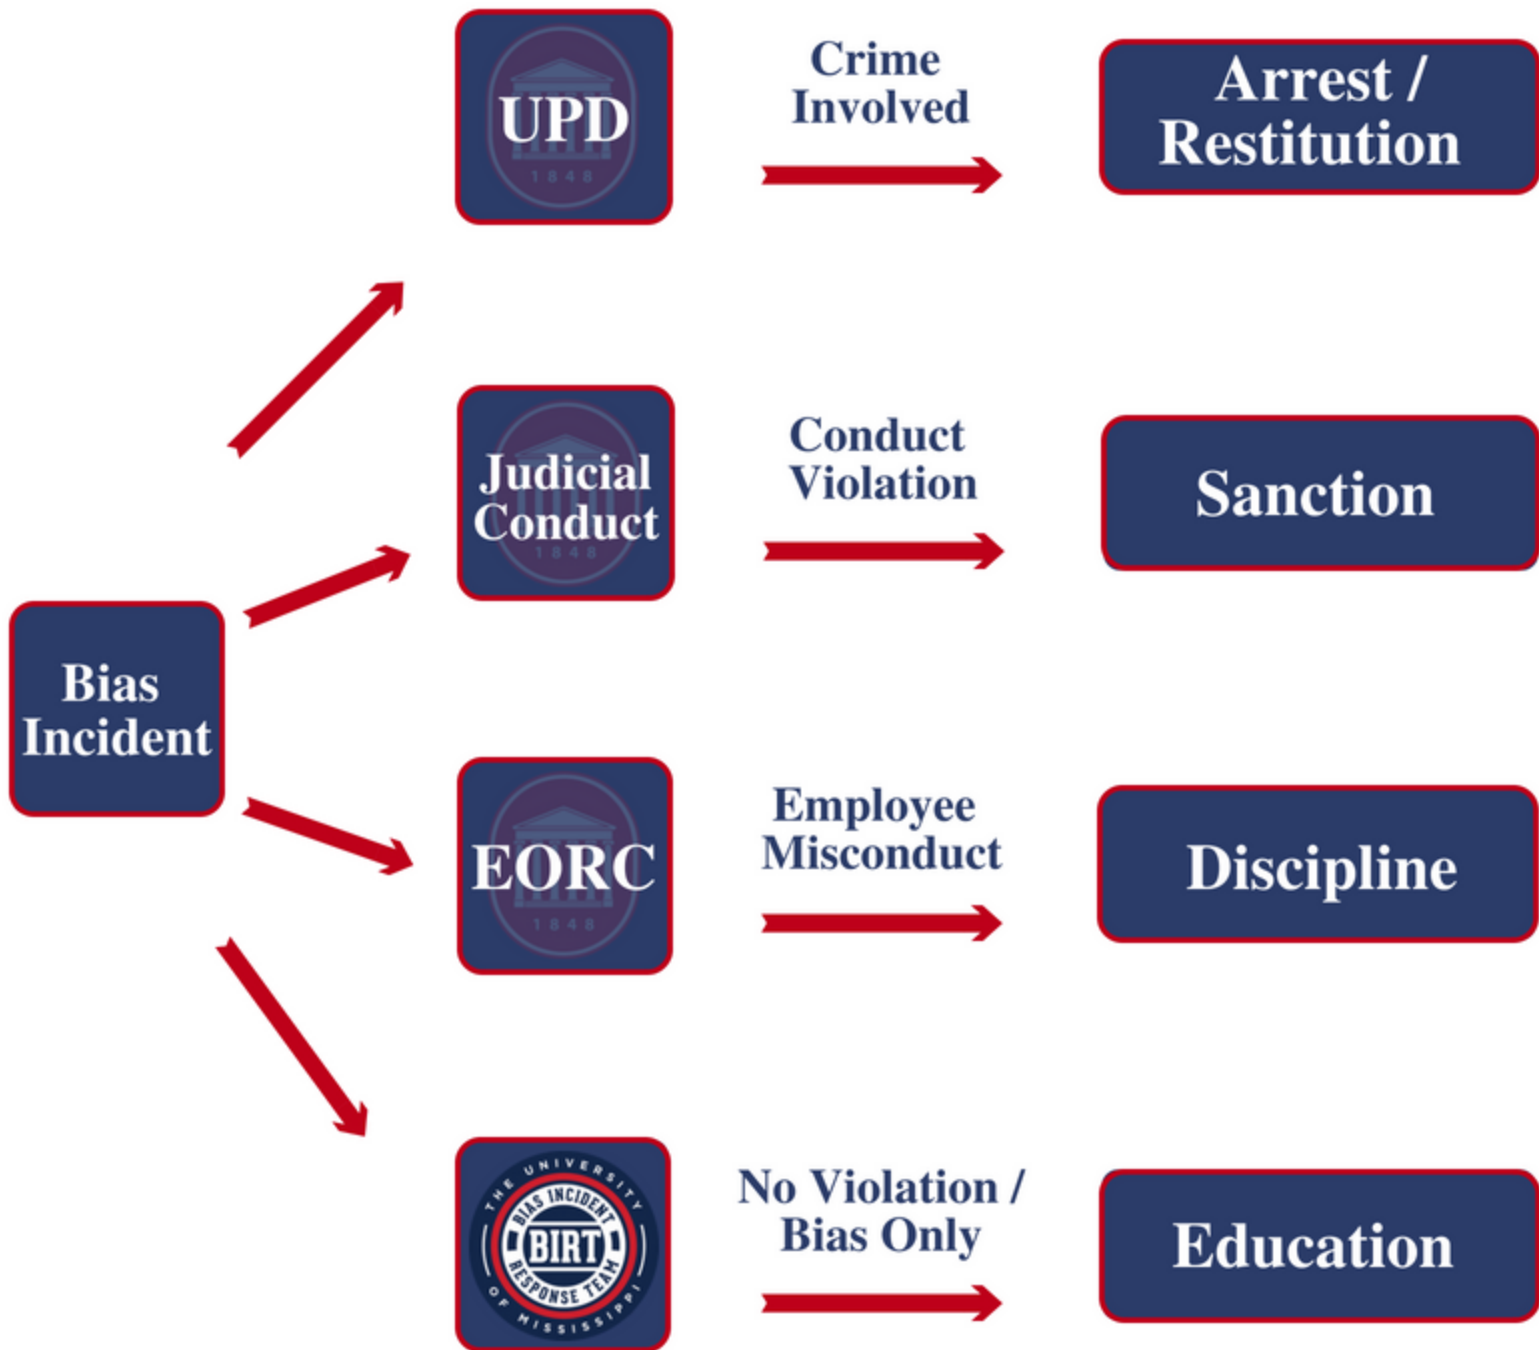 UPD
1848
Crime
Involved
Arrest /
Restitution
Judicial
Conduct
1848
Conduct
Violation
Sanction
Bias
Incident
EORC
1848
Employee
Misconduct
Discipline
THE UNIVERSITY
OF MISSISSIPPI
BIAS INCIDENT
BIRT
RESPONSE TEAM
No Violation /
Bias Only
Education